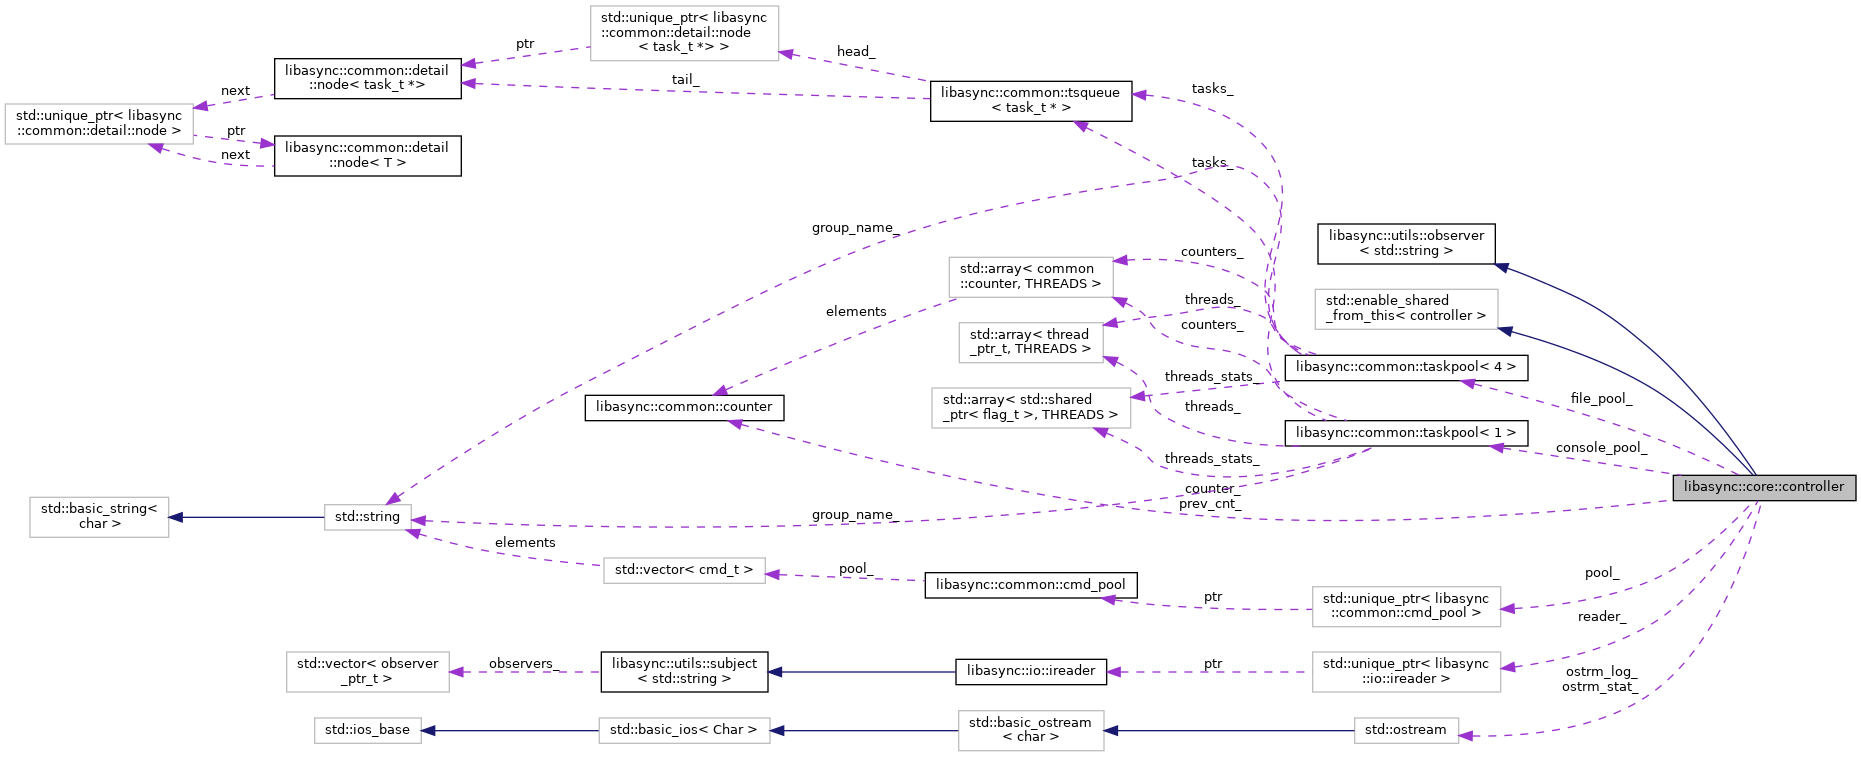 std::unique_ptr< libasync
::common::detail::node
< task_t *> >
ptr
head_
libasync::common::detail
::node< task_t *>
tail_
libasync::common::tsqueue
< task_t * >
tasks_
next
std::unique_ptr< libasync
::common::detail::node >
ptr
next
libasync::common::detail
::node< T >
tasks_
group_name_
libasync::utils::observer
< std::string >
counters_
std::array< common
::counter, THREADS >
std::enable_shared
_from_this< controller >
threads_
elements
counters_
std::array< thread
_ptr_t, THREADS >
libasync::common::taskpool< 4 >
threads_stats_
std::array< std::shared
_ptr< flag_t >, THREADS >
threads_
file_pool_
libasync::common::counter
libasync::common::taskpool< 1 >
console_pool_
threads_stats_
libasync::core::controller
counter_
prev_cnt_
std::basic_string<
char >
std::string
group_name_
elements
std::vector< cmd_t >
pool_
libasync::common::cmd_pool
ptr
std::unique_ptr< libasync
::common::cmd_pool >
pool_
reader_
std::vector< observer
_ptr_t >
observers_
libasync::utils::subject
< std::string >
libasync::io::ireader
ptr
std::unique_ptr< libasync
::io::ireader >
ostrm_log_
ostrm_stat_
std::ios_base
std::basic_ios< Char >
std::basic_ostream
< char >
std::ostream